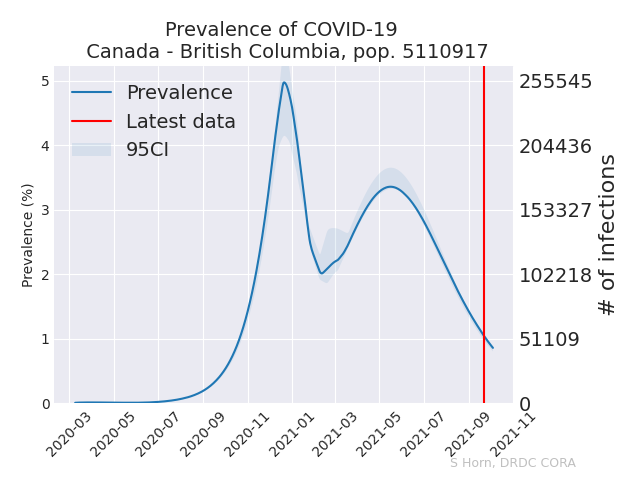 Prevalence of COVID-19
Canada - British Columbia, pop. 5110917
Prevalence
Latest data
95CI
Prevalence (%)
5
4
3
2
1
0
255545
204436
153327
102218
51109
0
# of infections
2020-03
2020-05
2020-07
2020-09
2020-11
2021-01
2021-03
2021-05
2021-07
2021-09
2021-11
S Horn, DRDC CORA